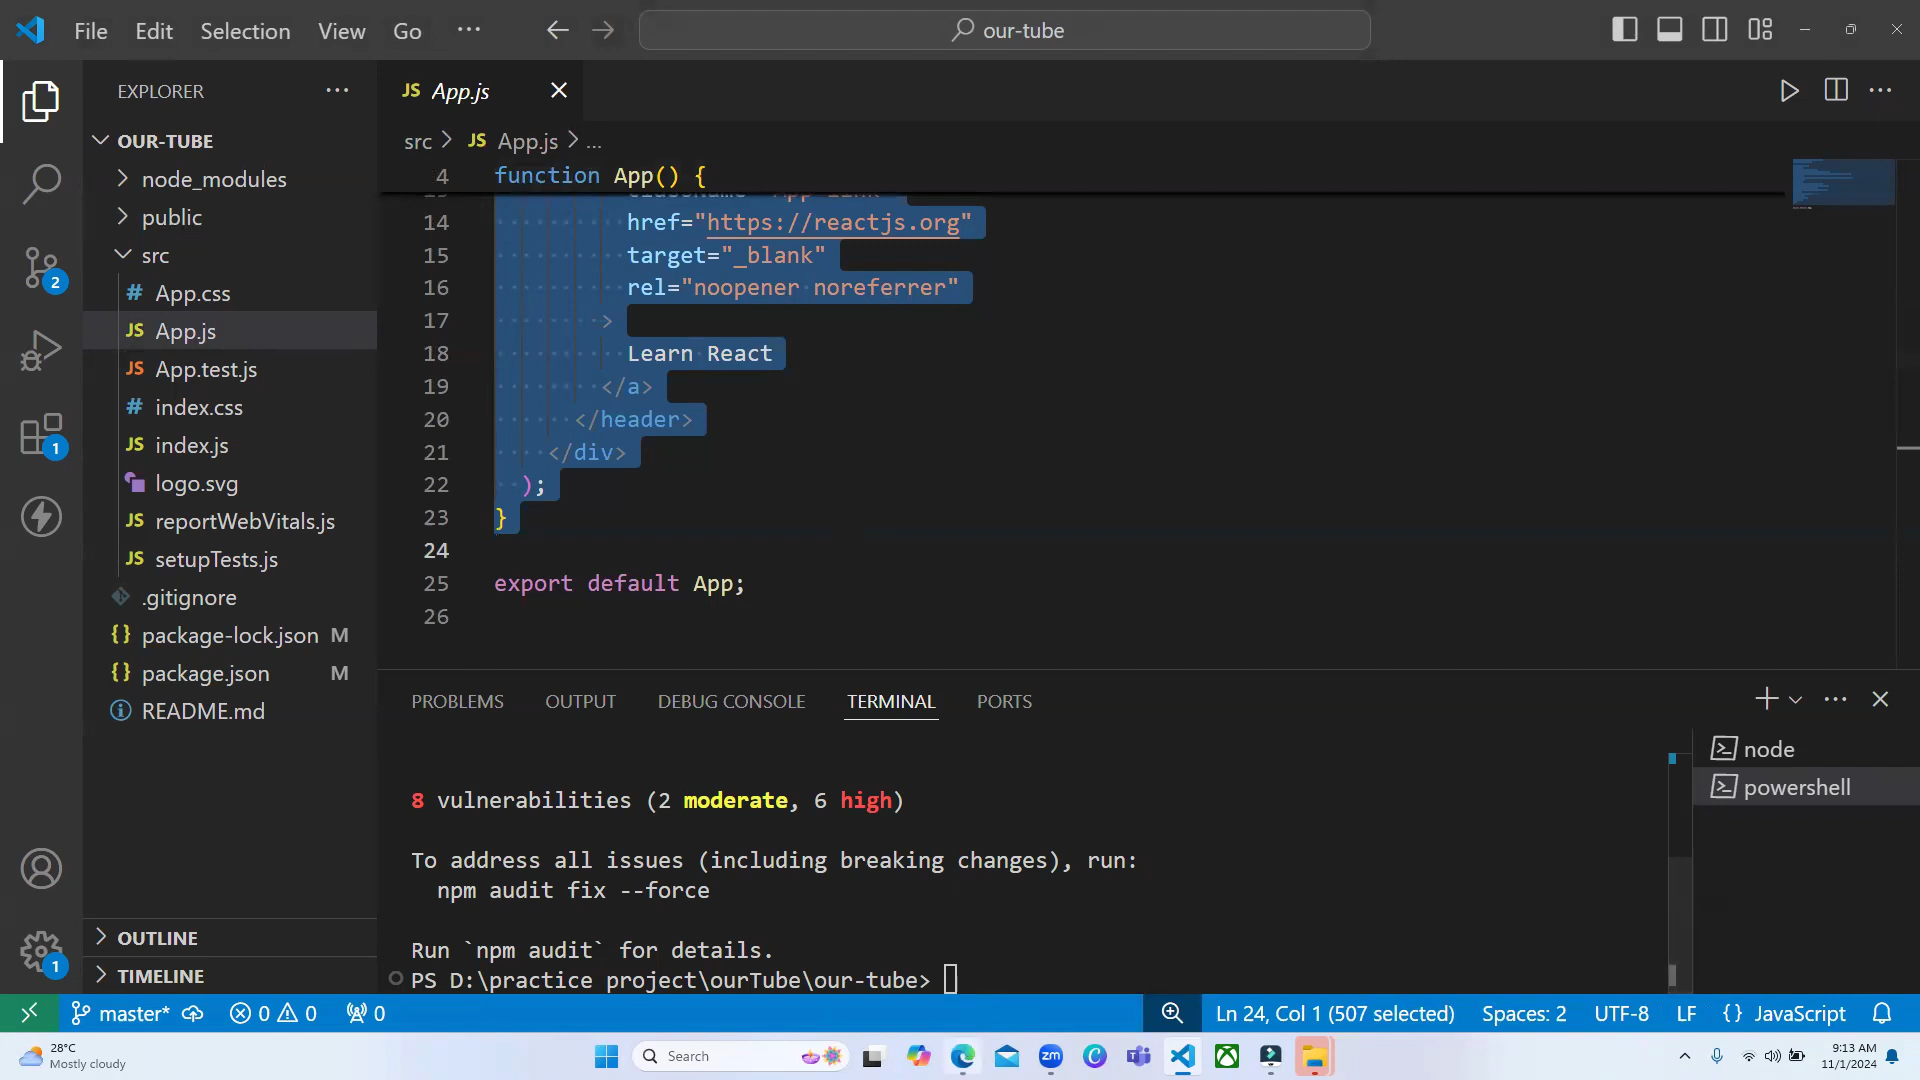 File Edit Selection View Go ···
our-tube
EXPLORER ···
OUR-TUBE
node_modules
public
src
# App.css
JS App.js
JS App.test.js
# index.css
JS index.js
logo.svg
JS reportWebVitals.js
JS setupTests.js
.gitignore
{} package-lock.json M
{} package.json M
README.md
OUTLINE
TIMELINE
2
1
1
JS App.js
src > JS App.js > ...
4 function App() {
14 href="https://reactjs.org"
15 target="_blank"
16 rel="noopener noreferrer"
17 >
18 Learn React
19 </a>
20 </header>
21 </div>
22 );
23 }
24
25 export default App;
26
PROBLEMS OUTPUT DEBUG CONSOLE TERMINAL PORTS
8 vulnerabilities (2 moderate, 6 high)
To address all issues (including breaking changes), run:
npm audit fix --force
Run `npm audit` for details.
PS D:\practice project\ourTube\our-tube>
node
powershell
master* 0 0 0 Ln 24, Col 1 (507 selected) Spaces: 2 UTF-8 LF {} JavaScript
28°C
Mostly cloudy
Search
zm
9:13 AM
11/1/2024